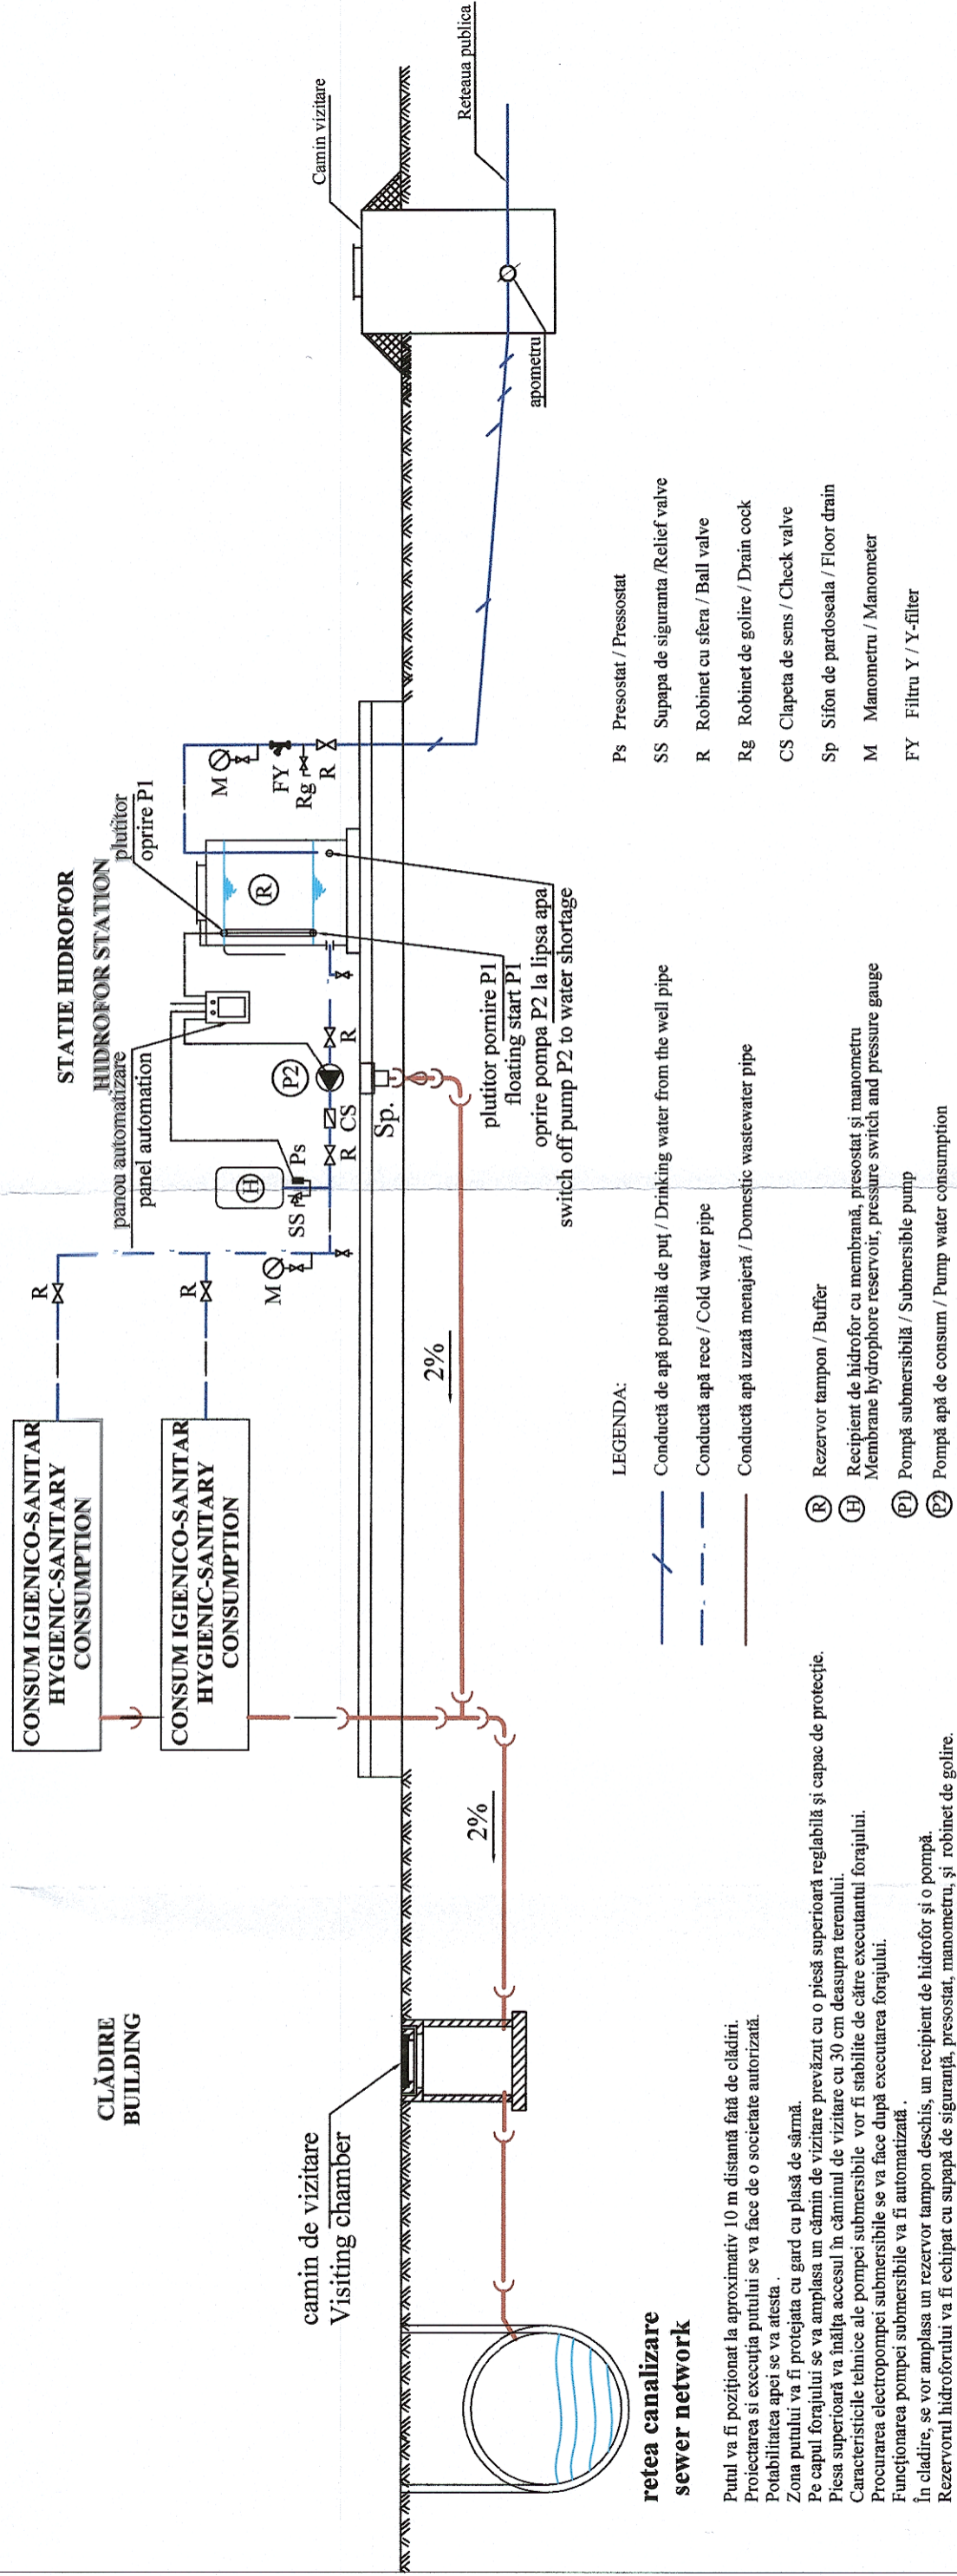 CLĂDIRE
BUILDING
CONSUM IGIENICO-SANITAR
HYGIENIC-SANITARY
CONSUMPTION
CONSUM IGIENICO-SANITAR
HYGIENIC-SANITARY
CONSUMPTION
R
R
STATIE HIDROFOR
HIDROFOR STATION
panou automatizare
panel automation
plutitor
oprire P1
M
SS
H
Ps
R
CS
P2
R
R
M
FY
Rg
R
Sp.
plutitor pornire P1
floating start P1
oprire pompa P2 la lipsa apa
switch off pump P2 to water shortage
Camin vizitare
Reteaua publica
apometru
2%
2%
camin de vizitare
Visiting chamber
retea canalizare
sewer network
Putul va fi poziţionat la aproximativ 10 m distantă fată de clădiri.
Proiectarea si execuţia putului se va face de o societate autorizată.
Potabilitatea apei se va atesta .
Zona putului va fi protejata cu gard cu plasă de sârmă.
Pe capul forajului se va amplasa un cămin de vizitare prevăzut cu o piesă superioară reglabilă şi capac de protecţie.
Piesa superioară va înălţa accesul în căminul de vizitare cu 30 cm deasupra terenului.
Caracteristicile tehnice ale pompei submersibile vor fi stabilite de către executantul forajului.
Procurarea electropompei submersibile se va face după executarea forajului.
Funcţionarea pompei submersibile va fi automatizată .
În cladire, se vor amplasa un rezervor tampon deschis, un recipient de hidrofor şi o pompă.
Rezervorul hidroforului va fi echipat cu supapă de siguranţă, presostat, manometru, şi robinet de golire.
LEGENDA:
Conductă de apă potabilă de puţ / Drinking water from the well pipe
Conductă apă rece / Cold water pipe
Conductă apă uzată menajeră / Domestic wastewater pipe
R Rezervor tampon / Buffer
H Recipient de hidrofor cu membrană, presostat şi manometru
Membrane hydrophore reservoir, pressure switch and pressure gauge
P1 Pompă submersibilă / Submersible pump
P2 Pompă apă de consum / Pump water consumption
Ps Presostat / Pressostat
SS Supapa de siguranta /Relief valve
R Robinet cu sfera / Ball valve
Rg Robinet de golire / Drain cock
CS Clapeta de sens / Check valve
Sp Sifon de pardoseala / Floor drain
M Manometru / Manometer
FY Filtru Y / Y-filter